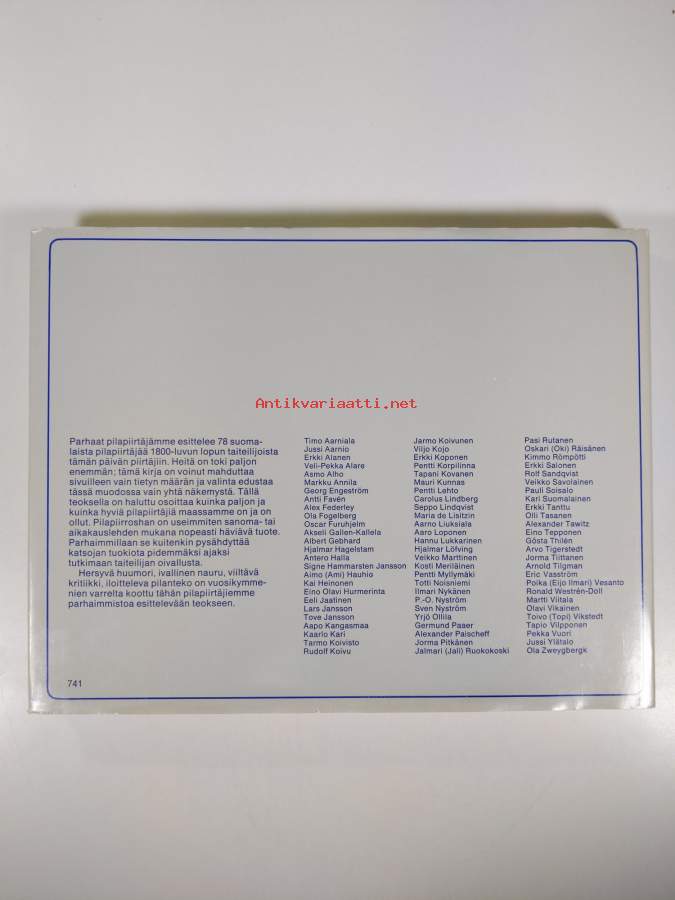 Antikvariaatti.net
Parhaat pilapiirtäjämme esittelee 78 suoma-
laista pilapiirtäjää 1800-luvun lopun taiteilijoista
tämän päivän piirtäjiin. Heitä on toki paljon
enemmän; tämä kirja on voinut mahduttaa
sivuilleen vain tietyn määrän ja valinta edustaa
tässä muodossa vain yhtä näkemystä. Tällä
teoksella on haluttu osoittaa kuinka paljon ja
kuinka hyviä pilapiirtäjiä maassamme on ja on
ollut. Pilapiirroshan on useimmiten sanoma- tai
aikakauslehden mukana nopeasti häviävä tuote.
Parhaimmillaan se kuitenkin pysähdyttää
katsojan tuokiota pidemmäksi ajaksi
tutkimaan taiteilijan oivallusta.
Hersyvä huumori, ivallinen nauru, viiltävä
kritiikki, iloitteleva pilanteko on vuosikymme-
nien varrelta koottu tähän pilapiirtäjiemme
parhaimmistoa esittelevään teokseen.
741
Timo Aarniala
Jussi Aarnio
Erkki Alanen
Veli-Pekka Alare
Asmo Alho
Markku Annila
Georg Engeström
Antti Favén
Alex Federley
Ola Fogelberg
Oscar Furuhjelm
Akseli Gallen-Kallela
Albert Gebhard
Hjalmar Hagelstam
Antero Halla
Signe Hammarsten Jansson
Aimo (Ami) Hauhio
Kai Heinonen
Eino Olavi Hurmerinta
Eeli Jaatinen
Lars Jansson
Tove Jansson
Aapo Kangasmaa
Kaarlo Kari
Tarmo Koivisto
Rudolf Koivu
Jarmo Koivunen
Viljo Kojo
Erkki Koponen
Pentti Korpilinna
Tapani Kovanen
Mauri Kunnas
Pentti Lehto
Carolus Lindberg
Seppo Lindqvist
Maria de Lisitzin
Aarno Liuksiala
Aaro Loponen
Hannu Lukkarinen
Hjalmar Löfving
Veikko Marttinen
Kosti Meriläinen
Pentti Myllymäki
Totti Noisniemi
Ilmari Nykänen
P.-O. Nyström
Sven Nyström
Yrjö Ollila
Germund Paaer
Alexander Paischeff
Jorma Pitkänen
Jalmari (Jali) Ruokokoski
Pasi Rutanen
Oskari (Oki) Räisänen
Kimmo Römpötti
Erkki Salonen
Rolf Sandqvist
Veikko Savolainen
Pauli Soisalo
Kari Suomalainen
Erkki Tanttu
Olli Tasanen
Alexander Tawitz
Eino Tepponen
Gösta Thilén
Arvo Tigerstedt
Jorma Tiittanen
Arnold Tilgman
Eric Vasström
Poika (Eijo Ilmari) Vesanto
Ronald Westrén-Doll
Martti Viitala
Olavi Vikainen
Toivo (Topi) Vikstedt
Tapio Vilpponen
Pekka Vuori
Jussi Ylätalo
Ola Zweygbergk